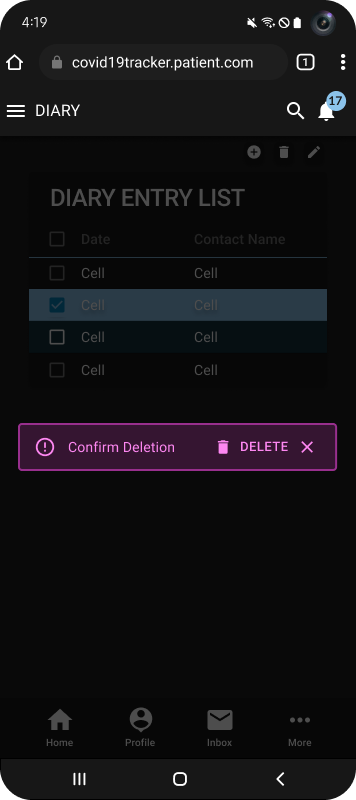 4:19
covid19tracker.patient.com
1
DIARY
17
DIARY ENTRY LIST
Date Contact Name
Cell Cell
Cell Cell
Cell Cell
Cell Cell
Confirm Deletion DELETE
Home Profile Inbox More